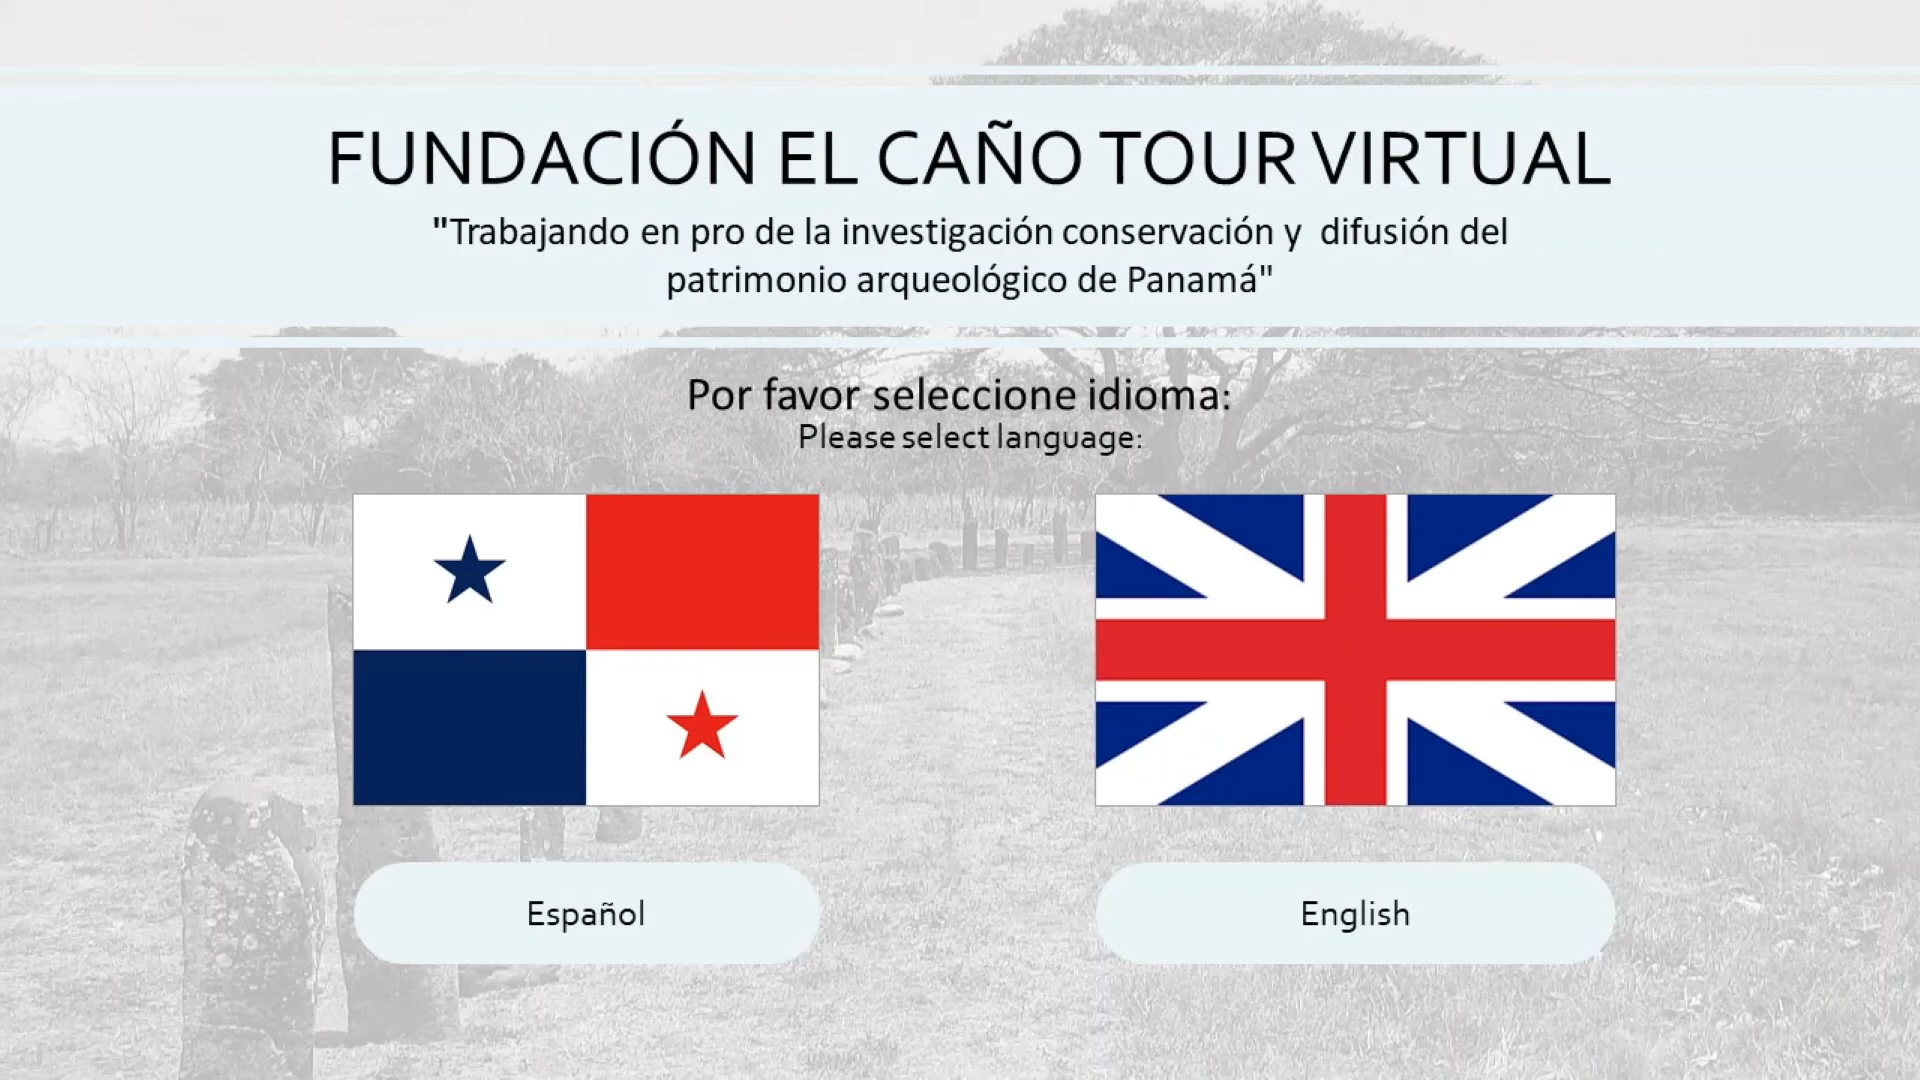 FUNDACIÓN EL CAÑO TOUR VIRTUAL
"Trabajando en pro de la investigación conservación y  difusión del
patrimonio arqueológico de Panamá"
Por favor seleccione idioma:
Please select language:
Español
English